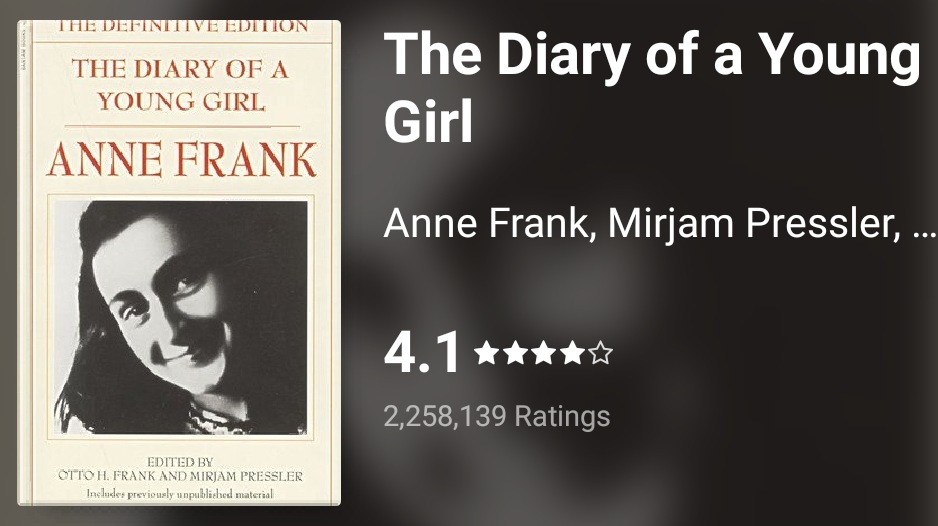 THE DEFINITIVE EDITION
THE DIARY OF A
YOUNG GIRL
ANNE FRANK
EDITED BY
OTTO H. FRANK AND MIRJAM PRESSLER
Includes previously unpublished material
The Diary of a Young
Girl
Anne Frank, Mirjam Pressler, ...
4.1
2,258,139 Ratings